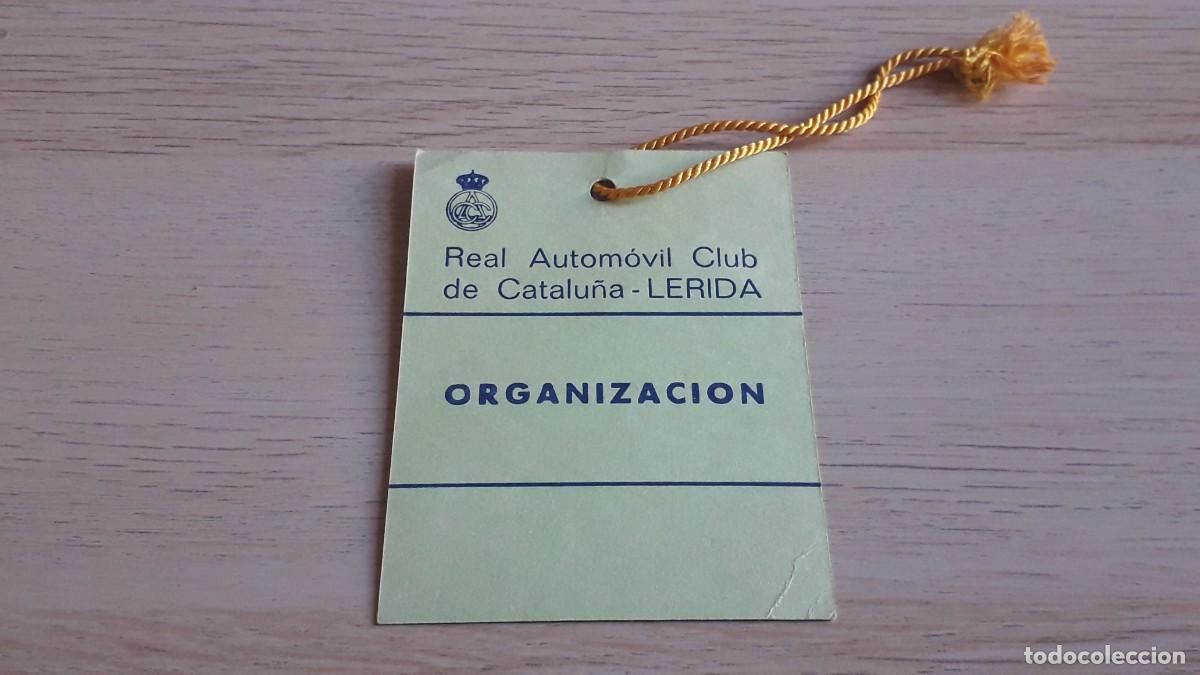 Real Automóvil Club
de Cataluña - LERIDA
ORGANIZACION
todocoleccion